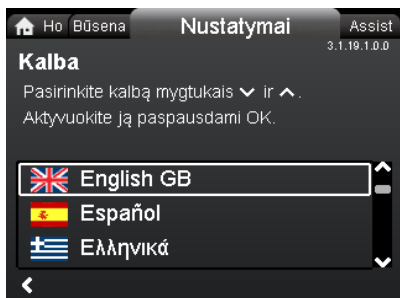 Ho Būsena Nustatymai Assist
3.1.19.1.0.0
Kalba
Pasirinkite kalbą mygtukais ir .
Aktyvuokite ją paspausdami OK.
English GB
Español
Ελληνικά